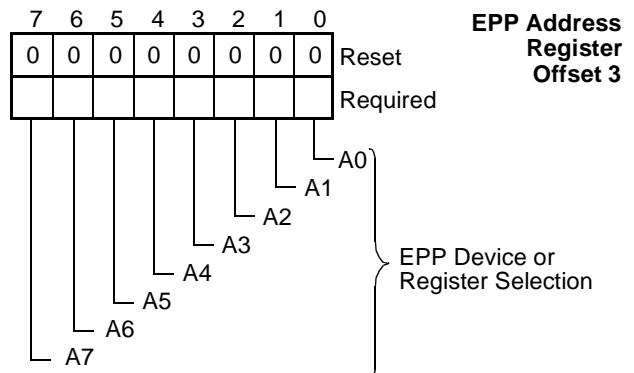 EPP Address
Register
Offset 3
7 6 5 4 3 2 1 0
0 0 0 0 0 0 0 0 Reset
Required
A0
A1
A2
A3
A4
A5
A6
A7
EPP Device or
Register Selection